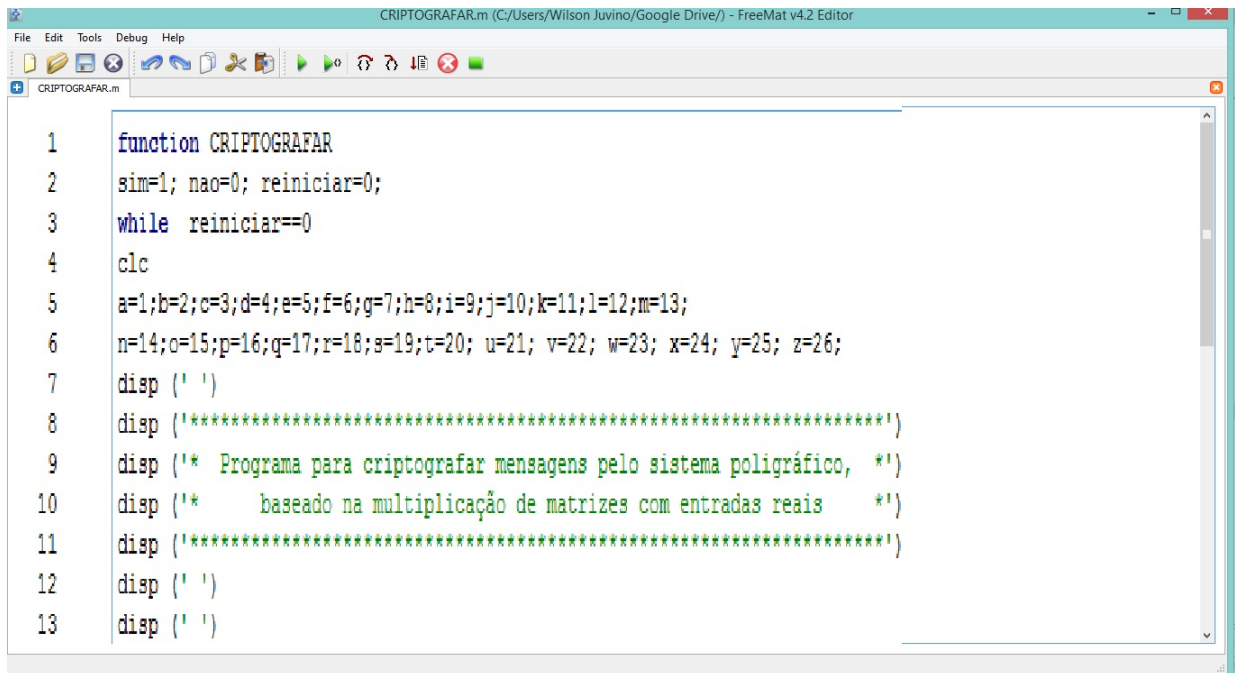 CRIPTOGRAFAR.m (C:/Users/Wilson Juvino/Google Drive/) - FreeMat v4.2 Editor
File Edit Tools Debug Help
CRIPTOGRAFAR.m
1 function CRIPTOGRAFAR
2 sim=1; nao=0; reiniciar=0;
3 while reiniciar==0
4 clc
5 a=1;b=2;c=3;d=4;e=5;f=6;g=7;h=8;i=9;j=10;k=11;l=12;m=13;
6 n=14;o=15;p=16;q=17;r=18;s=19;t=20; u=21; v=22; w=23; x=24; y=25; z=26;
7 disp (' ')
8 disp ('********************************************************************')
9 disp ('* Programa para criptografar mensagens pelo sistema poligráfico, *')
10 disp ('* baseado na multiplicação de matrizes com entradas reais *')
11 disp ('********************************************************************')
12 disp (' ')
13 disp (' ')